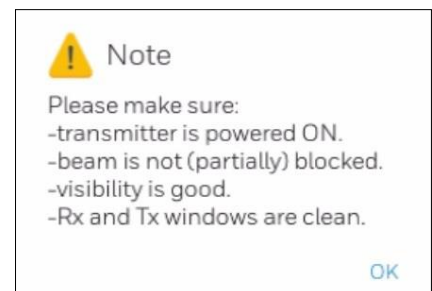 Note
Please make sure:
-transmitter is powered ON.
-beam is not (partially) blocked.
-visibility is good.
-Rx and Tx windows are clean.
OK